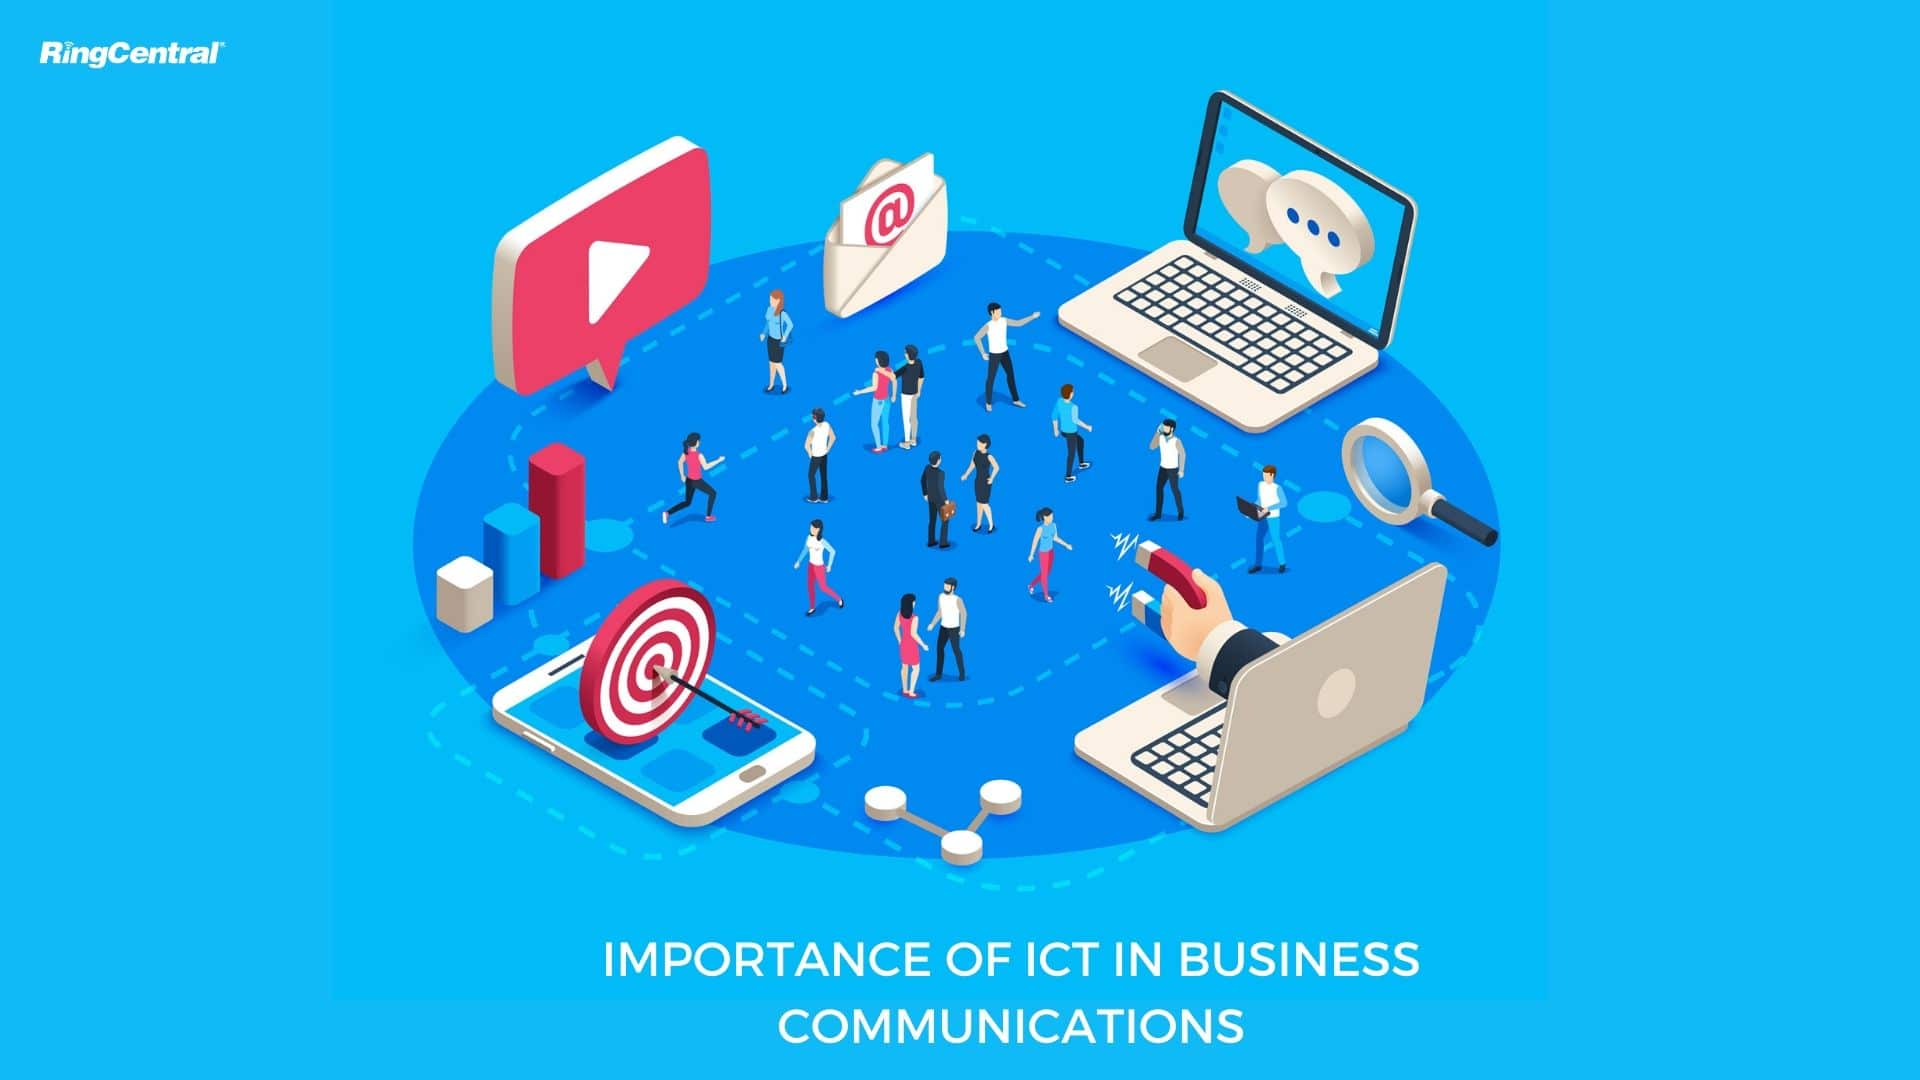 RingCentral
@
IMPORTANCE OF ICT IN BUSINESS
COMMUNICATIONS